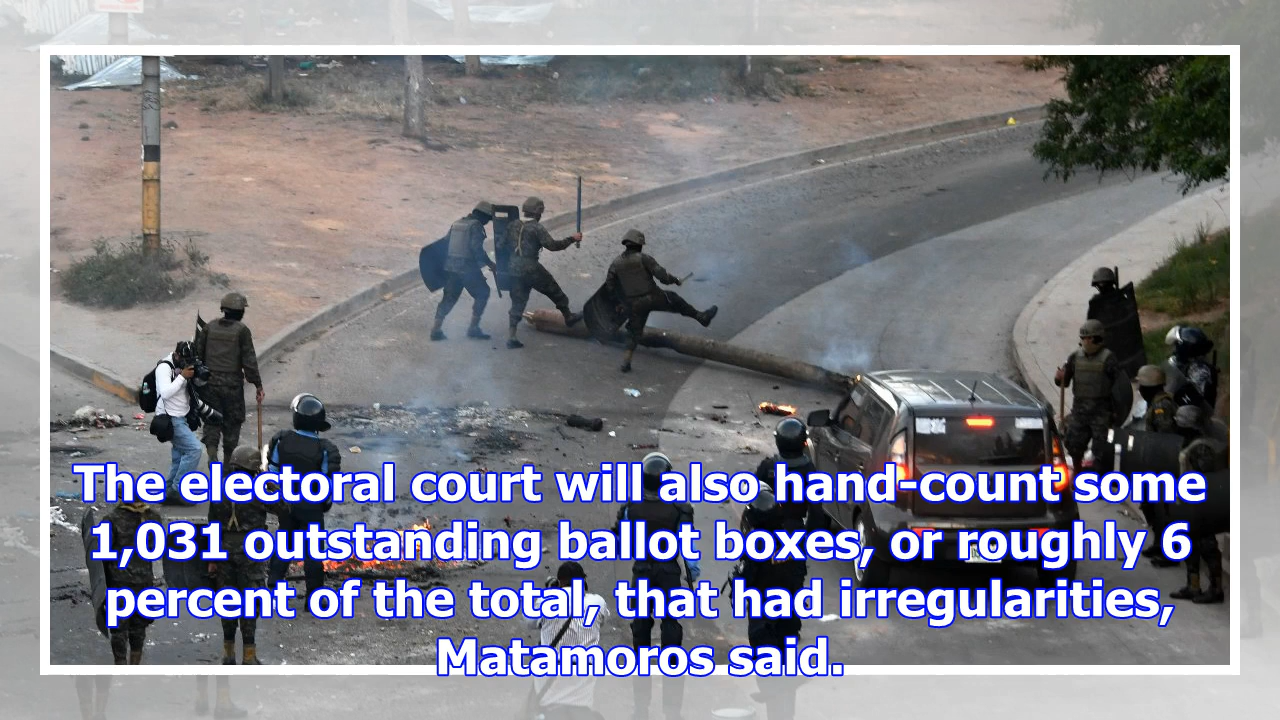 The electoral court will also hand-count some
1,031 outstanding ballot boxes, or roughly 6
percent of the total, that had irregularities,
Matamoros said.